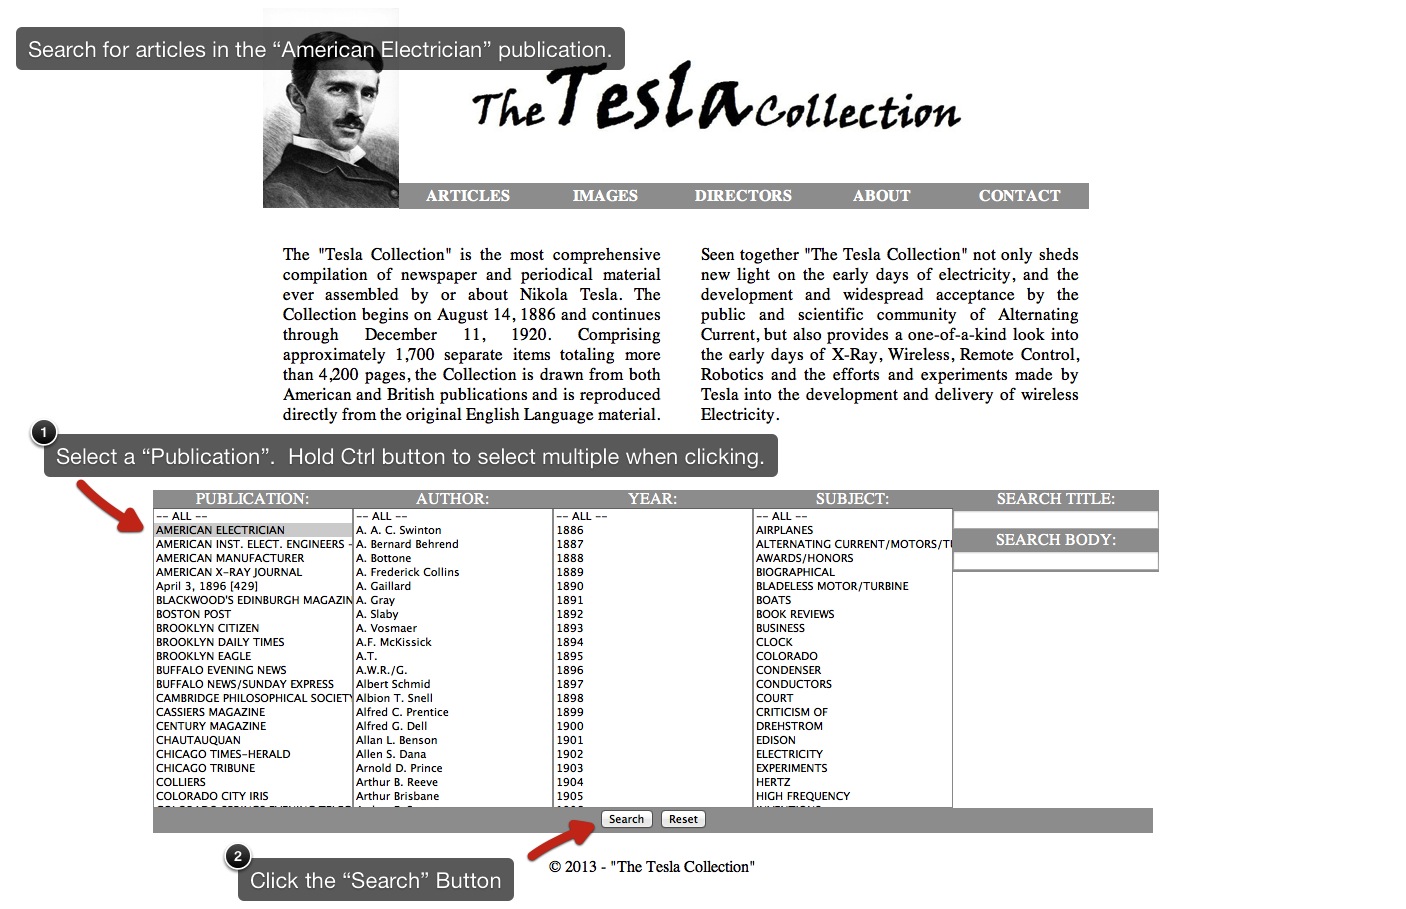 Search for articles in the “American Electrician” publication.
The Tesla Collection
ARTICLES IMAGES DIRECTORS ABOUT CONTACT
The "Tesla Collection" is the most comprehensive
compilation of newspaper and periodical material
ever assembled by or about Nikola Tesla. The
Collection begins on August 14, 1886 and continues
through December 11, 1920. Comprising
approximately 1,700 separate items totaling more
than 4,200 pages, the Collection is drawn from both
American and British publications and is reproduced
directly from the original English Language material.
Seen together "The Tesla Collection" not only sheds
new light on the early days of electricity, and the
development and widespread acceptance by the
public and scientific community of Alternating
Current, but also provides a one-of-a-kind look into
the early days of X-Ray, Wireless, Remote Control,
Robotics and the efforts and experiments made by
Tesla into the development and delivery of wireless
Electricity.
1
Select a “Publication”. Hold Ctrl button to select multiple when clicking.
PUBLICATION:
-- ALL --
AMERICAN ELECTRICIAN
AMERICAN INST. ELECT. ENGINEERS -
AMERICAN MANUFACTURER
AMERICAN X-RAY JOURNAL
April 3, 1896 [429]
BLACKWOOD'S EDINBURGH MAGAZIN
BOSTON POST
BROOKLYN CITIZEN
BROOKLYN DAILY TIMES
BROOKLYN EAGLE
BUFFALO EVENING NEWS
BUFFALO NEWS/SUNDAY EXPRESS
CAMBRIDGE PHILOSOPHICAL SOCIETY
CASSIERS MAGAZINE
CENTURY MAGAZINE
CHAUTAUQUAN
CHICAGO TIMES-HERALD
CHICAGO TRIBUNE
COLLIERS
COLORADO CITY IRIS
AUTHOR:
-- ALL --
A. A. C. Swinton
A. Bernard Behrend
A. Bottone
A. Frederick Collins
A. Gaillard
A. Gray
A. Slaby
A. Vosmaer
A.F. McKissick
A.T.
A.W.R./G.
Albert Schmid
Albion T. Snell
Alfred C. Prentice
Alfred G. Dell
Allan L. Benson
Allen S. Dana
Arnold D. Prince
Arthur B. Reeve
Arthur Brisbane
YEAR:
-- ALL --
1886
1887
1888
1889
1890
1891
1892
1893
1894
1895
1896
1897
1898
1899
1900
1901
1902
1903
1904
1905
SUBJECT:
-- ALL --
AIRPLANES
ALTERNATING CURRENT/MOTORS/T
AWARDS/HONORS
BIOGRAPHICAL
BLADELESS MOTOR/TURBINE
BOATS
BOOK REVIEWS
BUSINESS
CLOCK
COLORADO
CONDENSER
CONDUCTORS
COURT
CRITICISM OF
DREHSTROM
EDISON
ELECTRICITY
EXPERIMENTS
HERTZ
HIGH FREQUENCY
SEARCH TITLE:
SEARCH BODY:
Search Reset
2
Click the “Search” Button
© 2013 - "The Tesla Collection"